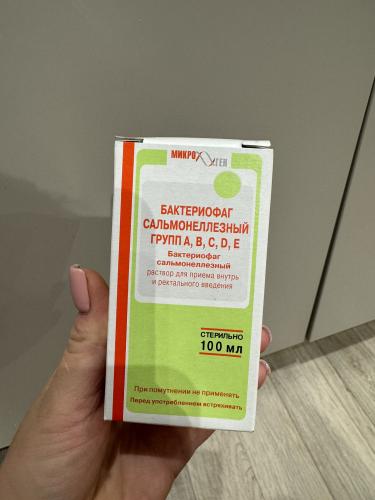 МИКРОГЕН
БАКТЕРИОФАГ
САЛЬМОНЕЛЛЕЗНЫЙ
ГРУПП A, B, C, D, E
Бактериофаг
сальмонеллезный
раствор для приема внутрь
и ректального введения
СТЕРИЛЬНО
100 мл
При помутнении не применять
Перед употреблением встряхивать